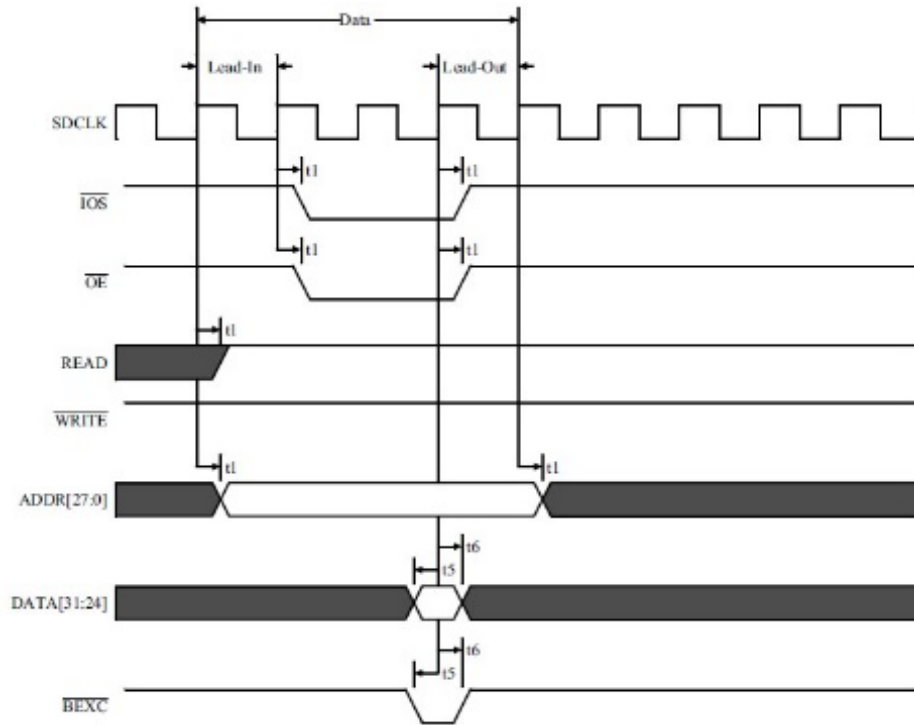 Data
Lead-In Lead-Out
SDCLK
t1 t1
IOS
t1 t1
OE
t1
READ
WRITE
t1 t1
ADDR[27:0]
t6
t5
DATA[31:24]
t6
t5
BEXC